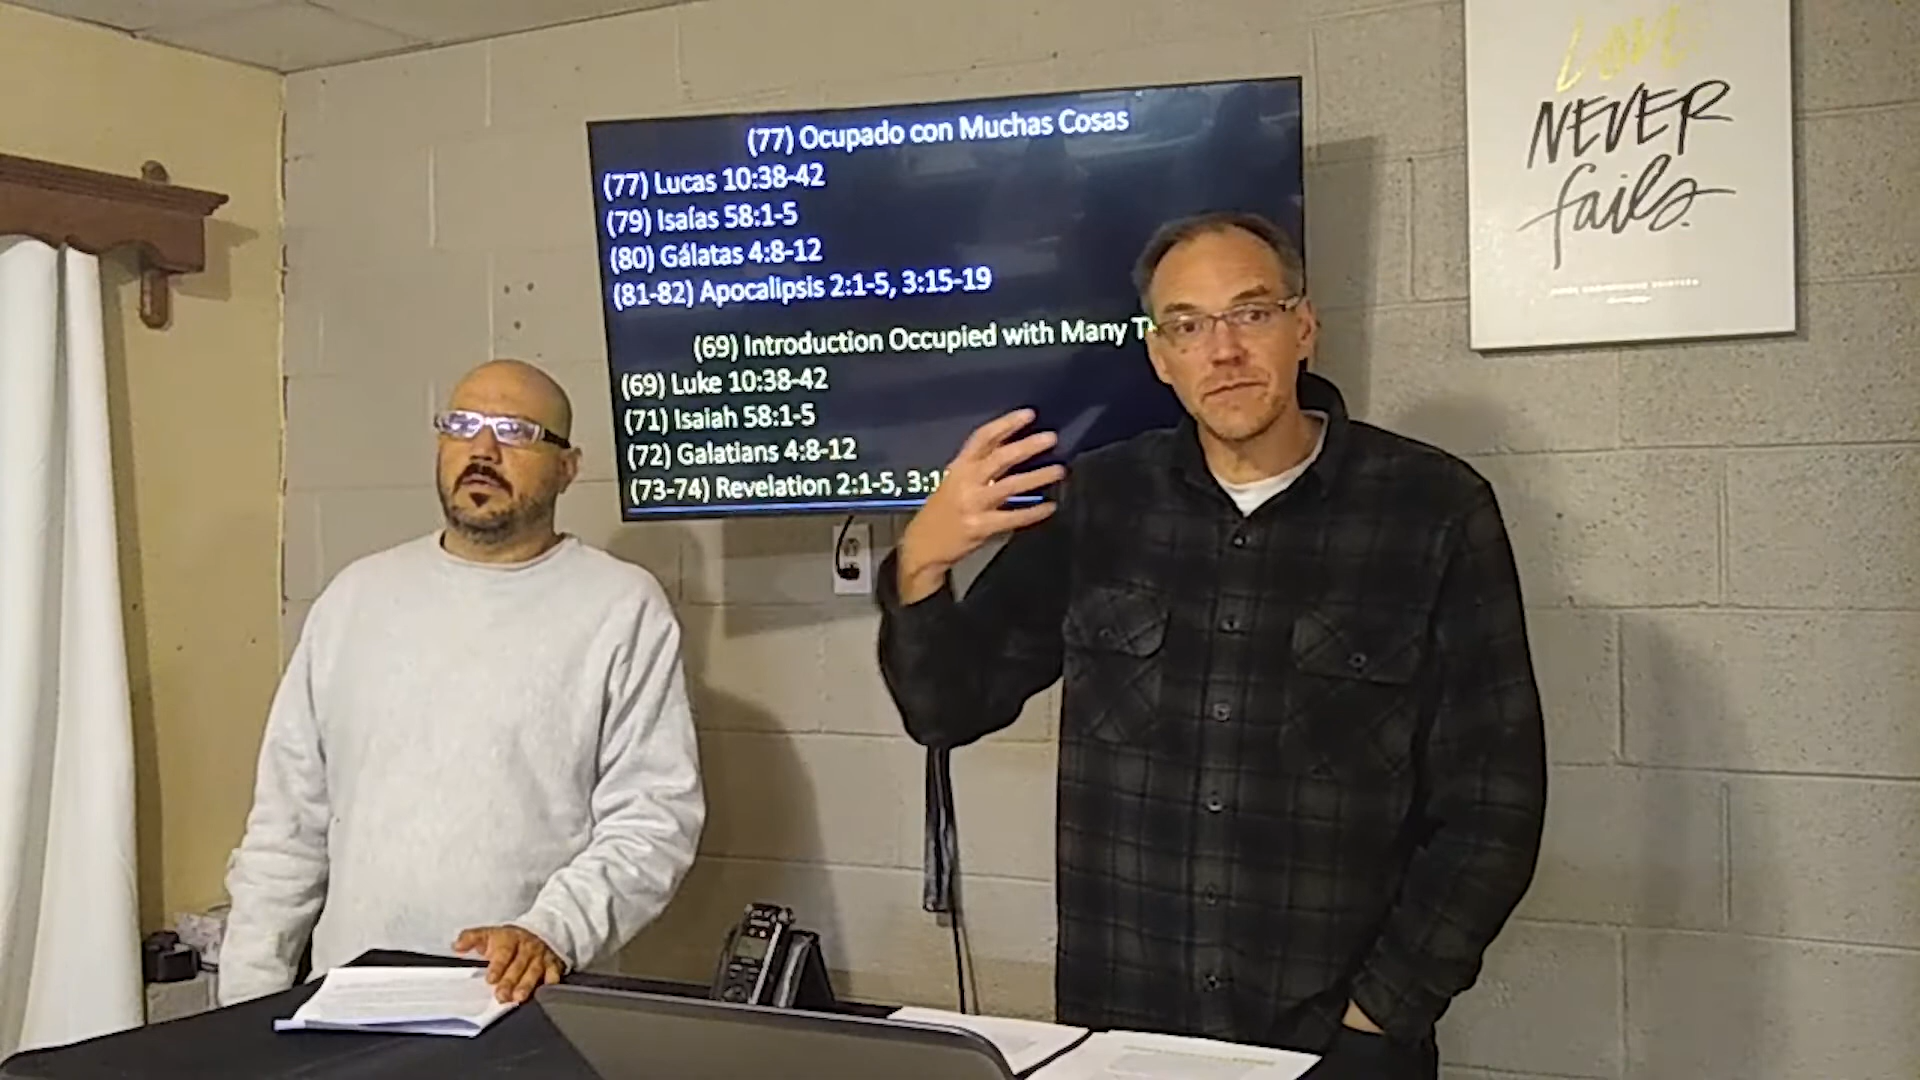 (77) Ocupado con Muchas Cosas
(77) Lucas 10:38-42
(79) Isaías 58:1-5
(80) Gálatas 4:8-12
(81-82) Apocalipsis 2:1-5, 3:15-19
(69) Introduction Occupied with Many
(69) Luke 10:38-42
(71) Isaiah 58:1-5
(72) Galatians 4:8-12
(73-74) Revelation 2:1-5,
Love
NEVER
fails.